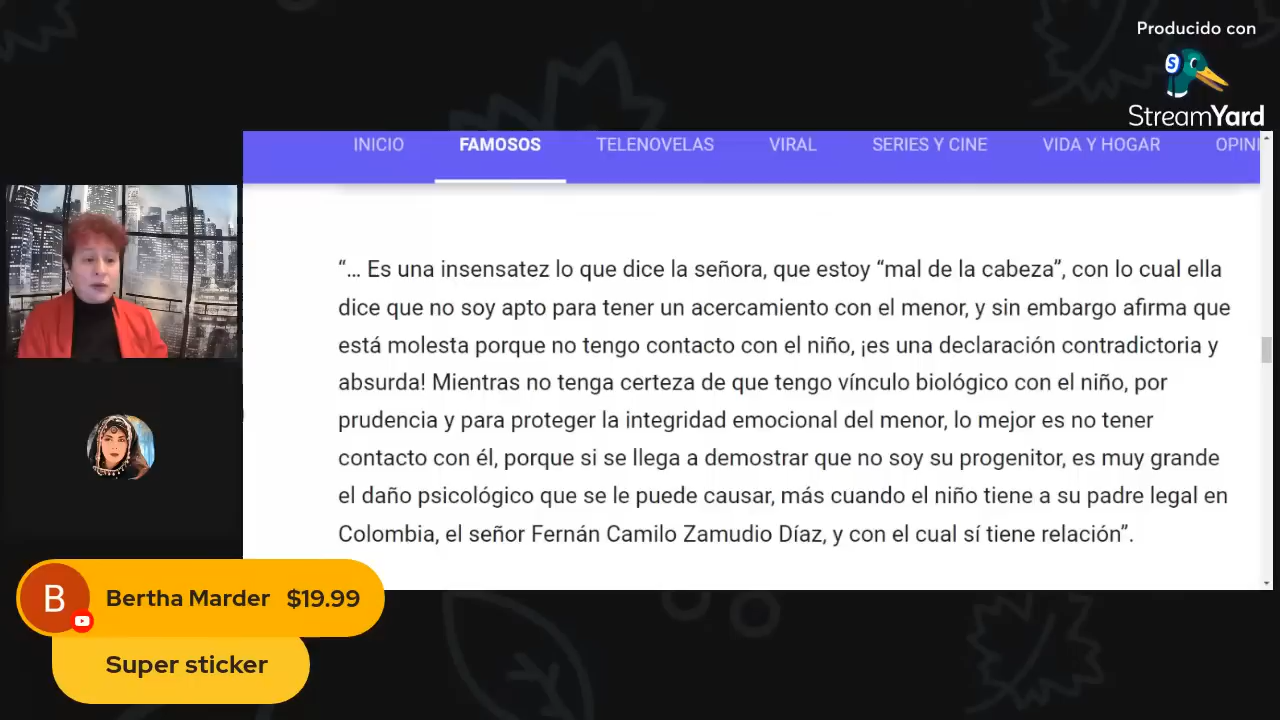 Producido con
StreamYard
INICIO FAMOSOS TELENOVELAS VIRAL SERIES Y CINE VIDA Y HOGAR OPINI
“… Es una insensatez lo que dice la señora, que estoy “mal de la cabeza”, con lo cual ella
dice que no soy apto para tener un acercamiento con el menor, y sin embargo afirma que
está molesta porque no tengo contacto con el niño, ¡es una declaración contradictoria y
absurda! Mientras no tenga certeza de que tengo vínculo biológico con el niño, por
prudencia y para proteger la integridad emocional del menor, lo mejor es no tener
contacto con él, porque si se llega a demostrar que no soy su progenitor, es muy grande
el daño psicológico que se le puede causar, más cuando el niño tiene a su padre legal en
Colombia, el señor Fernán Camilo Zamudio Díaz, y con el cual sí tiene relación”.
B Bertha Marder $19.99
Super sticker